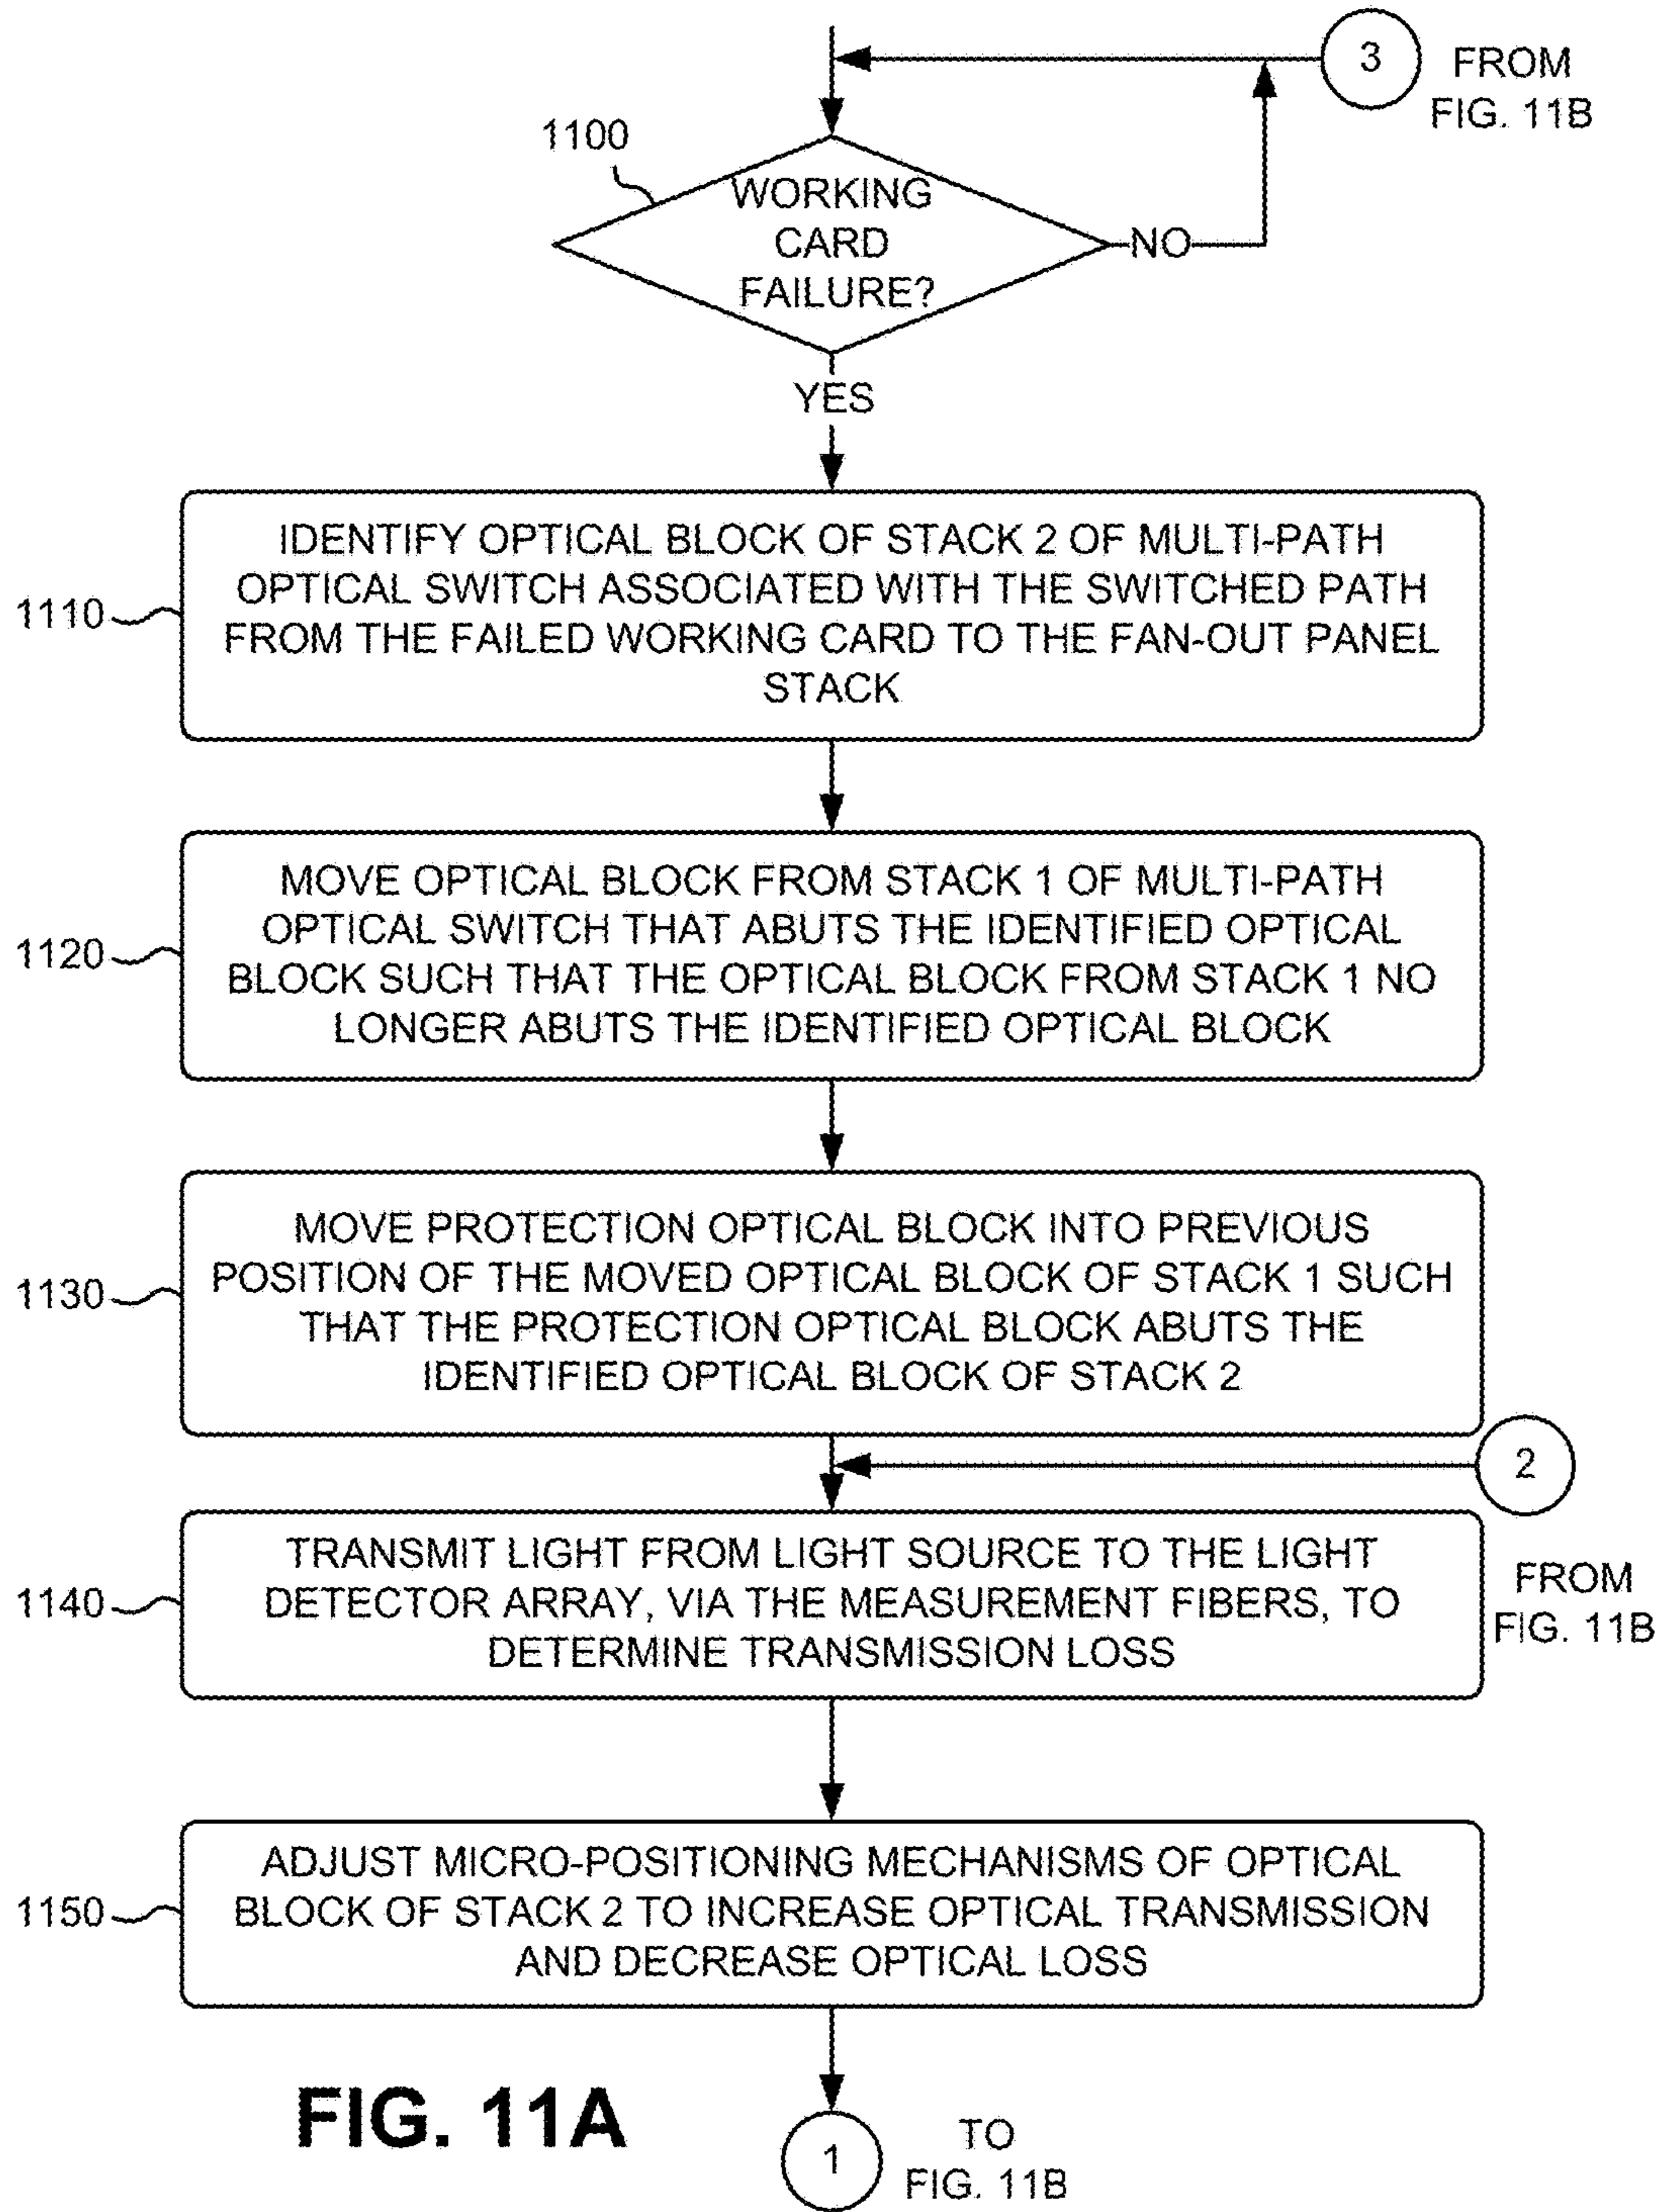 3
FROM
FIG. 11B
1100
WORKING
CARD
FAILURE?
NO
YES
1110
IDENTIFY OPTICAL BLOCK OF STACK 2 OF MULTI-PATH
OPTICAL SWITCH ASSOCIATED WITH THE SWITCHED PATH
FROM THE FAILED WORKING CARD TO THE FAN-OUT PANEL
STACK
1120
MOVE OPTICAL BLOCK FROM STACK 1 OF MULTI-PATH
OPTICAL SWITCH THAT ABUTS THE IDENTIFIED OPTICAL
BLOCK SUCH THAT THE OPTICAL BLOCK FROM STACK 1 NO
LONGER ABUTS THE IDENTIFIED OPTICAL BLOCK
1130
MOVE PROTECTION OPTICAL BLOCK INTO PREVIOUS
POSITION OF THE MOVED OPTICAL BLOCK OF STACK 1 SUCH
THAT THE PROTECTION OPTICAL BLOCK ABUTS THE
IDENTIFIED OPTICAL BLOCK OF STACK 2
2
FROM
FIG. 11B
1140
TRANSMIT LIGHT FROM LIGHT SOURCE TO THE LIGHT
DETECTOR ARRAY, VIA THE MEASUREMENT FIBERS, TO
DETERMINE TRANSMISSION LOSS
1150
ADJUST MICRO-POSITIONING MECHANISMS OF OPTICAL
BLOCK OF STACK 2 TO INCREASE OPTICAL TRANSMISSION
AND DECREASE OPTICAL LOSS
FIG. 11A
1
TO
FIG. 11B